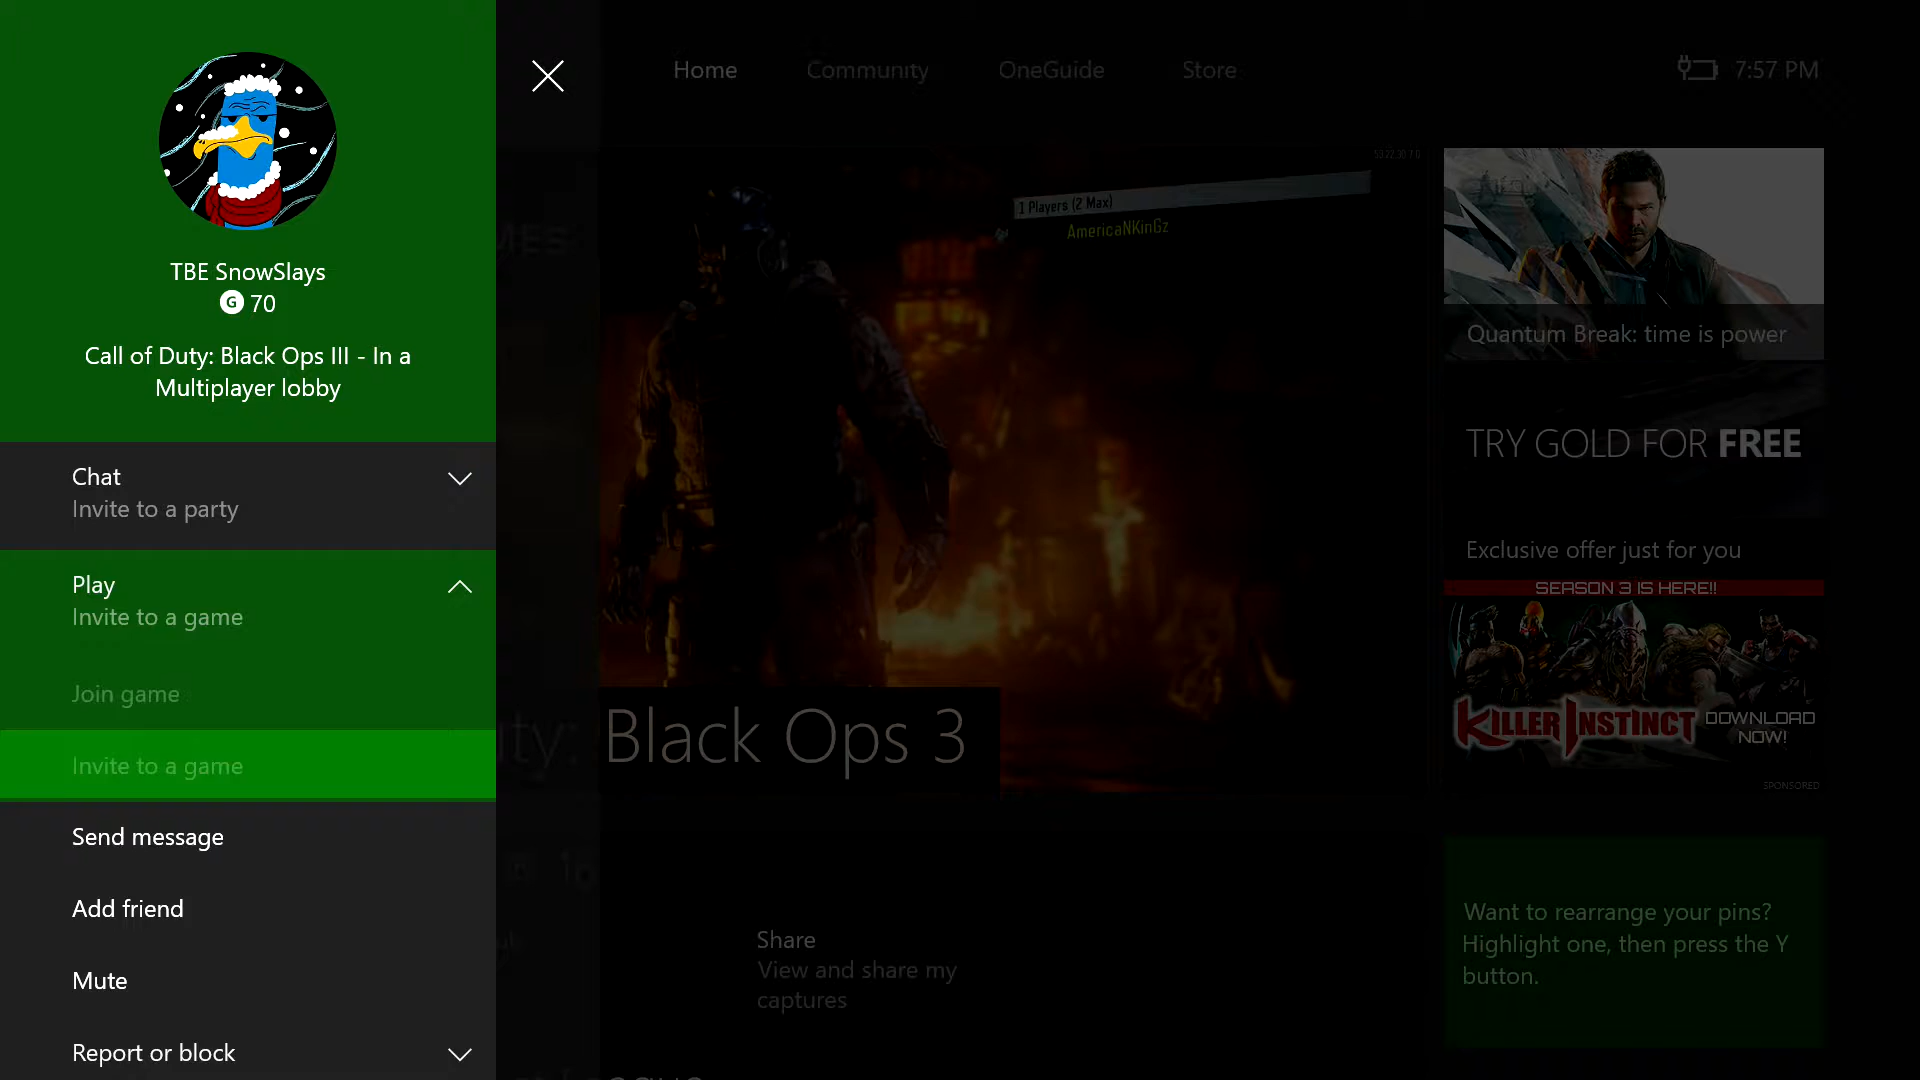 TBE SnowSlays
G 70
Call of Duty: Black Ops III - In a
Multiplayer lobby
Chat
Invite to a party
Play
Invite to a game
Join game
Invite to a game
Send message
Add friend
Mute
Report or block
Home
Community
OneGuide
Store
7:57 PM
1 Players (2 Max)
AmericaNKinGz
Black Ops 3
Share
View and share my
captures
Quantum Break: time is power
TRY GOLD FOR FREE
Exclusive offer just for you
SEASON 3 IS HERE!!
KILLER INSTINCT
DOWNLOAD
NOW!
SPONSORED
Want to rearrange your pins?
Highlight one, then press the Y
button.